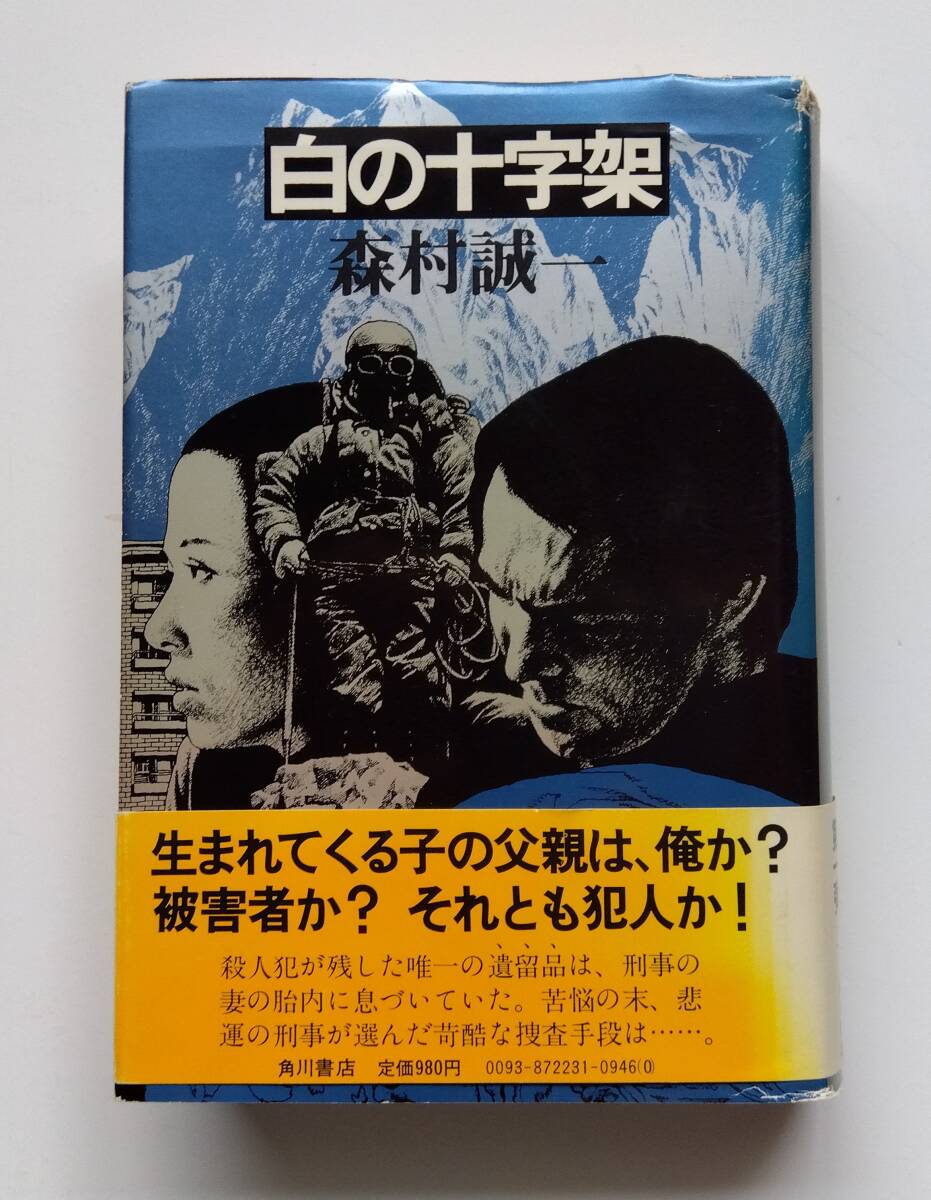 白の十字架
森村誠一
生まれてくる子の父親は、俺か?
被害者か? それとも犯人か!
殺人犯が残した唯一の遺留品は、刑事の
妻の胎内に息づいていた。苦悩の末、悲
運の刑事が選んだ苛酷な捜査手段は……。
角川書店 定価980円 0093-872231-0946(0)